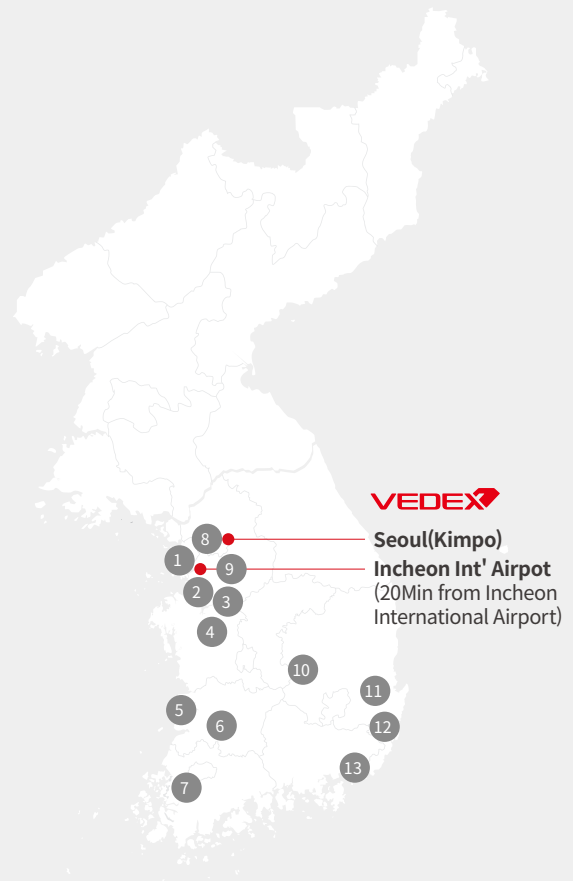 VEDEX
Seoul(Kimpo)
Incheon Int' Airpot
(20Min from Incheon
International Airport)
8
1
9
2
3
4
10
11
5
6
12
13
7